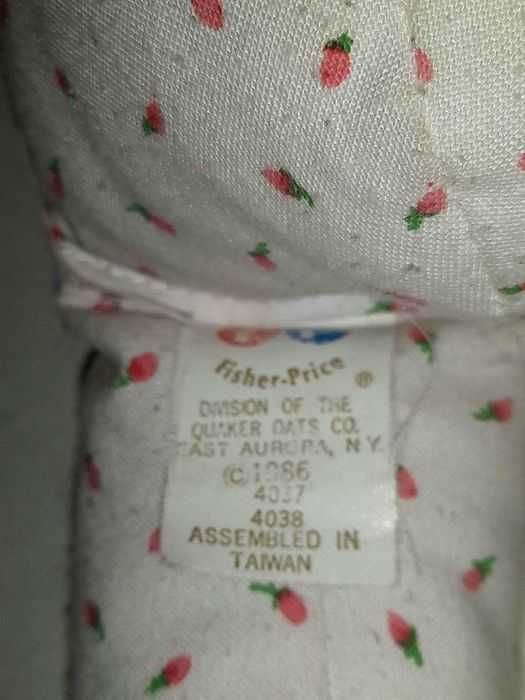 Fisher-Price ®
DIVISION OF THE
QUAKER OATS CO.
EAST AURORA, N.Y.
©1986
4037
4038
ASSEMBLED IN
TAIWAN